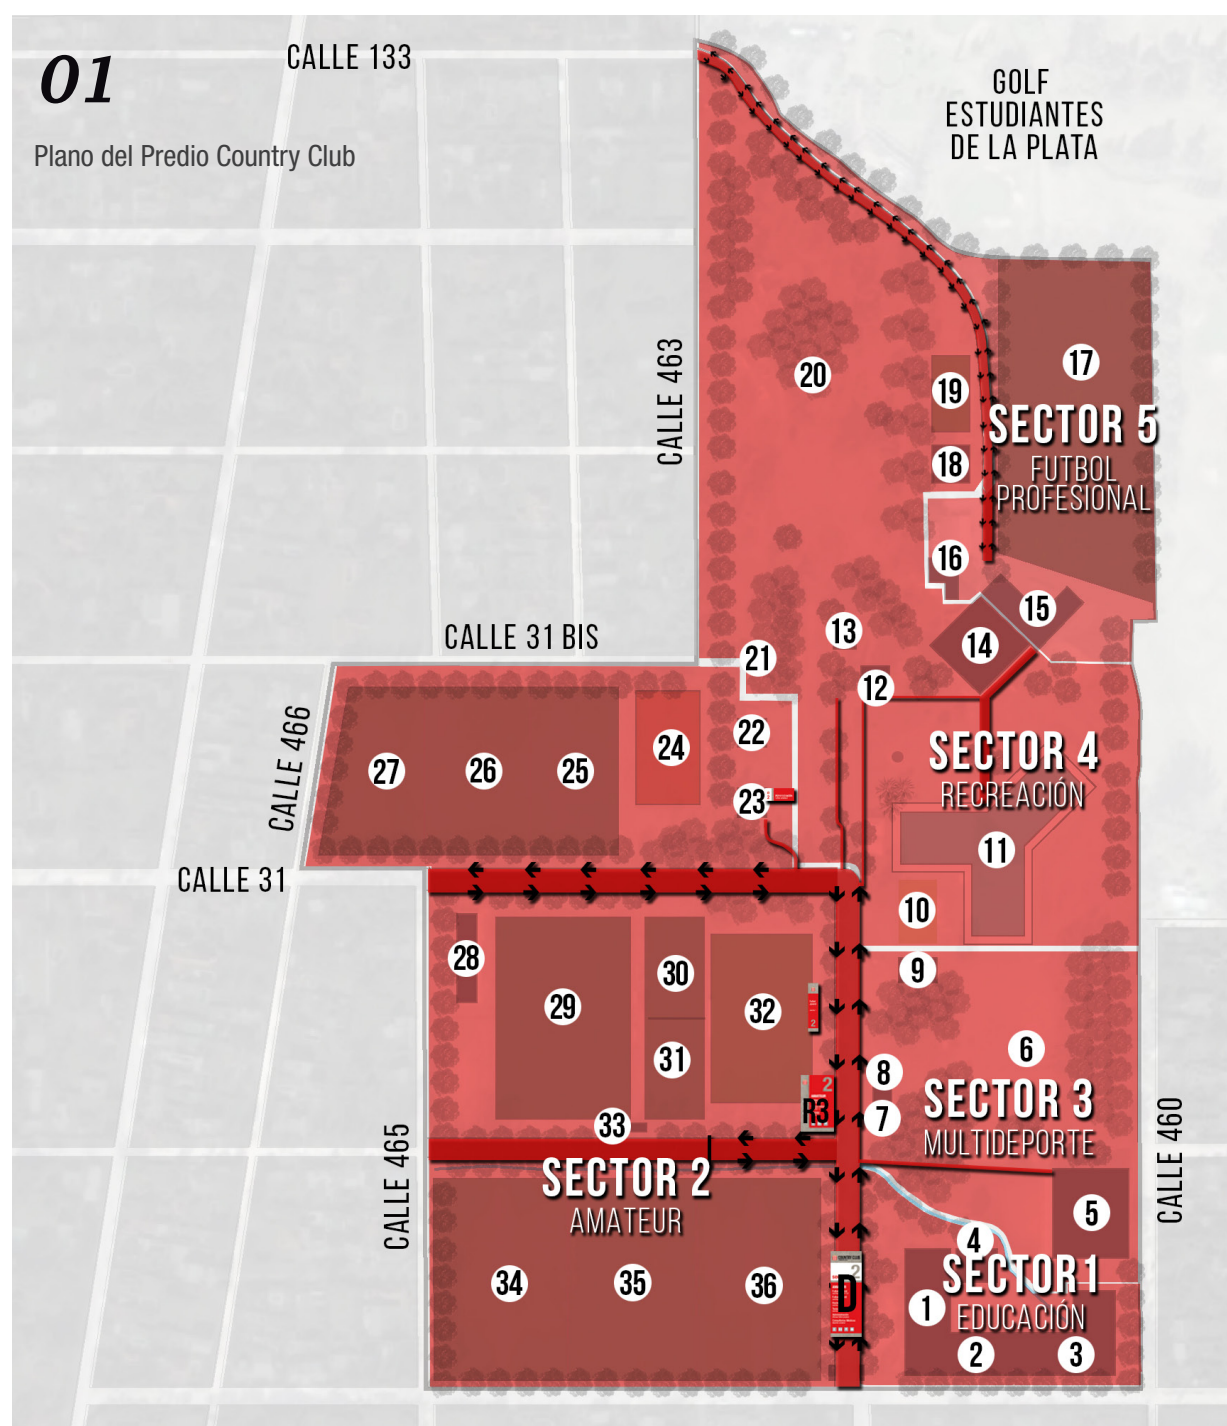 01
CALLE 133
Plano del Predio Country Club
GOLF
ESTUDIANTES
DE LA PLATA
CALLE 463
17
20
19
SECTOR 5
FUTBOL
PROFESIONAL
18
16
15
13
14
CALLE 31 BIS
21
12
CALLE 466
22
24
SECTOR 4
RECREACIÓN
27
26
25
23
11
CALLE 31
10
28
9
30
29
32
31
6
8
2
R3
7
33
SECTOR 3
MULTIDEPORTE
CALLE 465
CALLE 460
SECTOR 2
AMATEUR
5
4
34
35
36
2
D
SECTOR 1
EDUCACIÓN
1
2
3